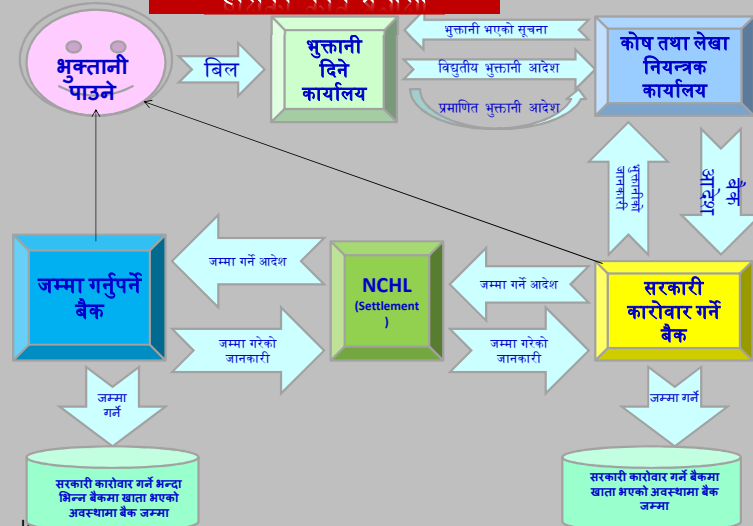 भुक्तानी
पाउने
बिल
भुक्तानी
दिने
कार्यालय
भुक्तानी भएको सूचना
विद्युतीय भुक्तानी आदेश
प्रमाणित भुक्तानी आदेश
कोष तथा लेखा
नियन्त्रक
कार्यालय
भुक्तानीको
जानकारी
बैंक
आदेश
जम्मा गर्नुपर्ने
बैक
जम्मा गर्ने आदेश
NCHL
(Settlement
)
जम्मा गर्ने आदेश
सरकारी
कारोवार गर्ने
बैक
जम्मा गरेको
जानकारी
जम्मा गरेको
जानकारी
जम्मा
गर्ने
जम्मा गर्ने
सरकारी कारोवार गर्ने भन्दा
भिन्न बैकमा खाता भएको
अवस्थामा बैक जम्मा
सरकारी कारोवार गर्ने बैकमा
खाता भएको अवस्थामा बैक
जम्मा